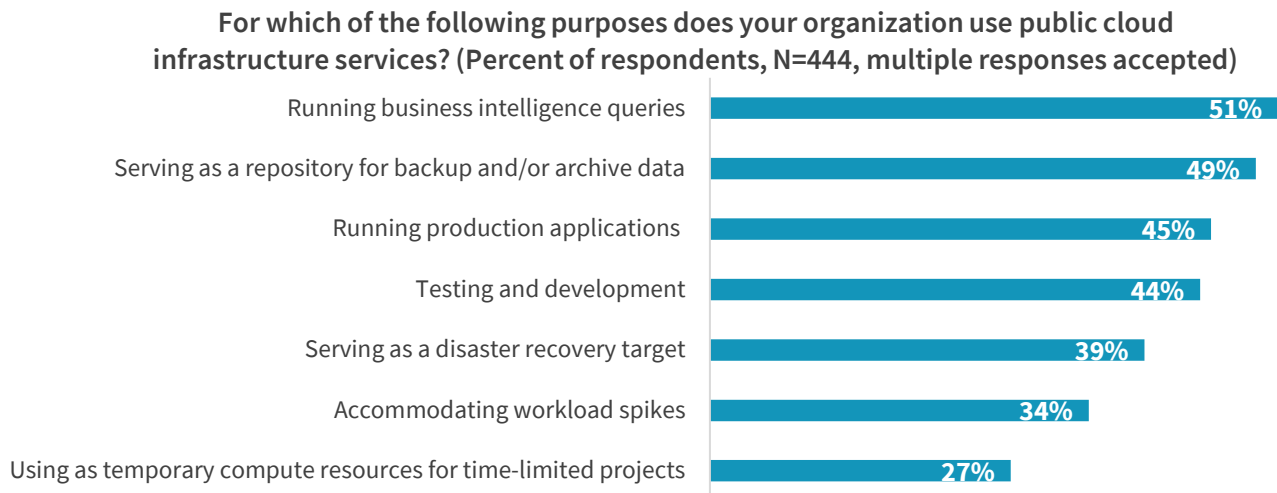 For which of the following purposes does your organization use public cloud
infrastructure services? (Percent of respondents, N=444, multiple responses accepted)
Running business intelligence queries 51%
Serving as a repository for backup and/or archive data 49%
Running production applications 45%
Testing and development 44%
Serving as a disaster recovery target 39%
Accommodating workload spikes 34%
Using as temporary compute resources for time-limited projects 27%